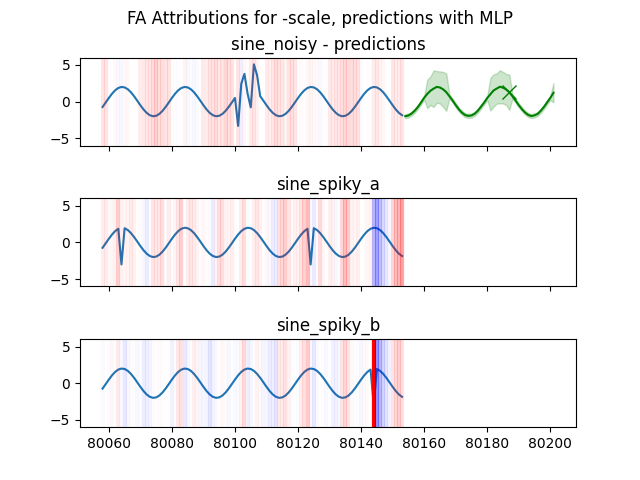 FA Attributions for -scale, predictions with MLP
sine_noisy - predictions
5
0
−5
sine_spiky_a
5
0
−5
sine_spiky_b
5
0
−5
80060 80080 80100 80120 80140 80160 80180 80200